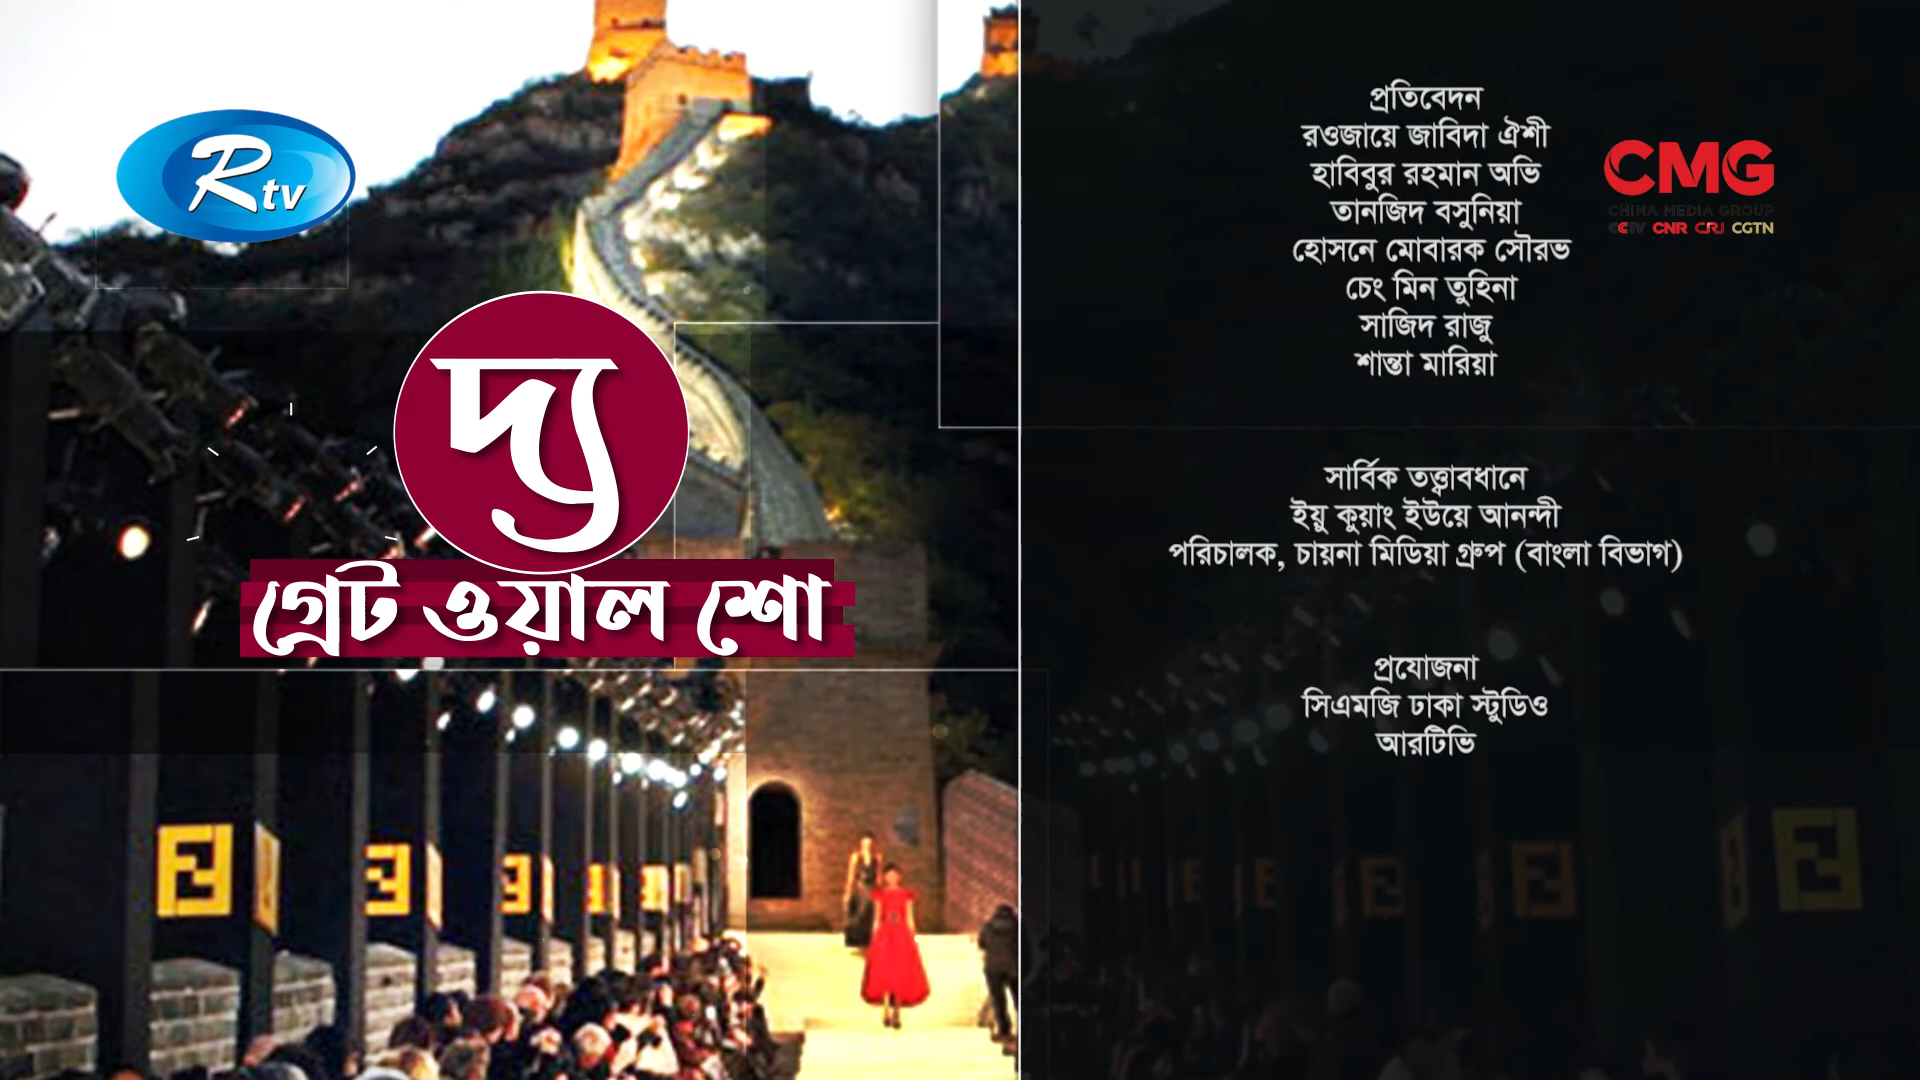 Rtv
দ্য
গ্রেট ওয়াল শো
প্রতিবেদন
রওজায়ে জাবিদা ঐশী
হাবিবুর রহমান অভি
তানজিদ বসুনিয়া
হোসনে মোবারক সৌরভ
চেং মিন তুহিনা
সাজিদ রাজু
শান্তা মারিয়া
CMG
CHINA MEDIA GROUP
CCTV CNR CRI CGTN
সার্বিক তত্ত্বাবধানে
ইয়ু কুয়াং ইউয়ে আনন্দী
পরিচালক, চায়না মিডিয়া গ্রুপ (বাংলা বিভাগ)
প্রযোজনা
সিএমজি ঢাকা স্টুডিও
আরটিভি